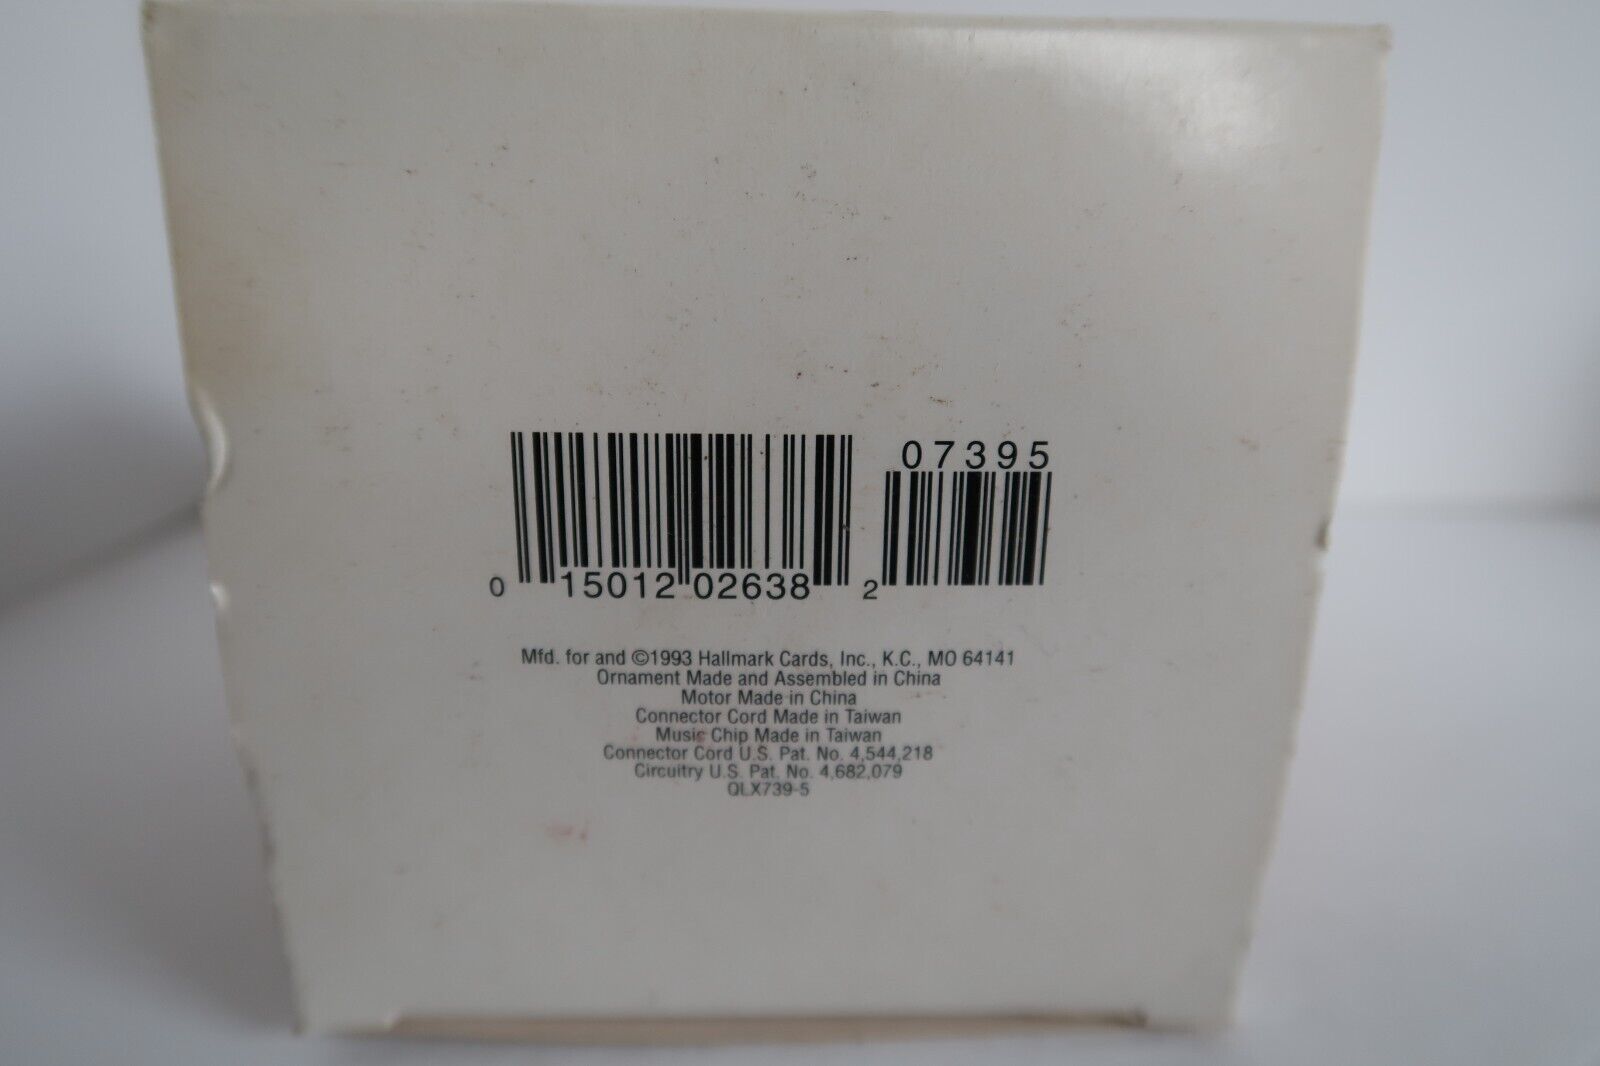 07395
0 15012 02638 2
Mfd. for and ©1993 Hallmark Cards, Inc., K.C., MO 64141
Ornament Made and Assembled in China
Motor Made in China
Connector Cord Made in Taiwan
Music Chip Made in Taiwan
Connector Cord U.S. Pat. No. 4,544,218
Circuitry U.S. Pat. No. 4,682,079
QLX739-5